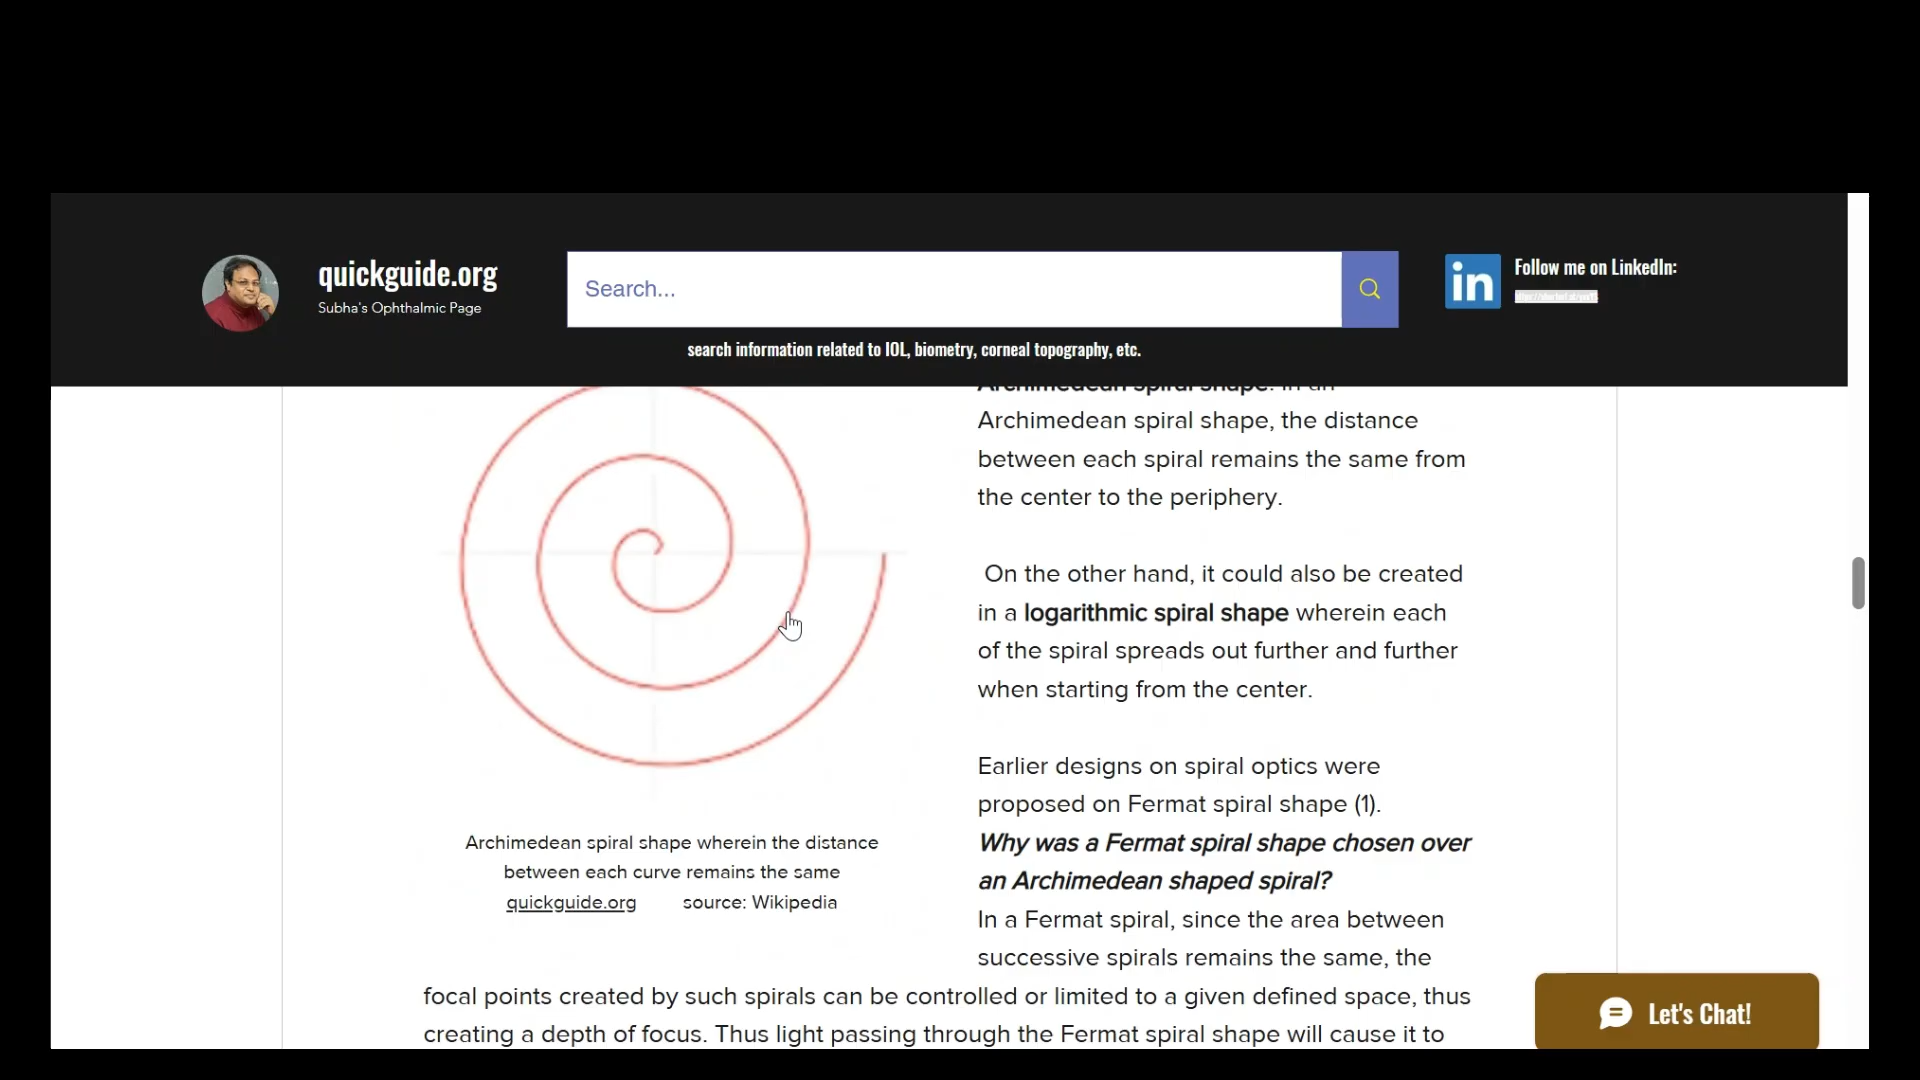 quickguide.org
Subha's Ophthalmic Page
Search...
search information related to IOL, biometry, corneal topography, etc.
in
Follow me on LinkedIn:
Archimedean spiral shape. In an
Archimedean spiral shape, the distance
between each spiral remains the same from
the center to the periphery.
On the other hand, it could also be created
in a logarithmic spiral shape wherein each
of the spiral spreads out further and further
when starting from the center.
Earlier designs on spiral optics were
proposed on Fermat spiral shape (1).
Why was a Fermat spiral shape chosen over
an Archimedean shaped spiral?
In a Fermat spiral, since the area between
successive spirals remains the same, the
focal points created by such spirals can be controlled or limited to a given defined space, thus
creating a depth of focus. Thus light passing through the Fermat spiral shape will cause it to
Archimedean spiral shape wherein the distance
between each curve remains the same
quickguide.org source: Wikipedia
Let's Chat!